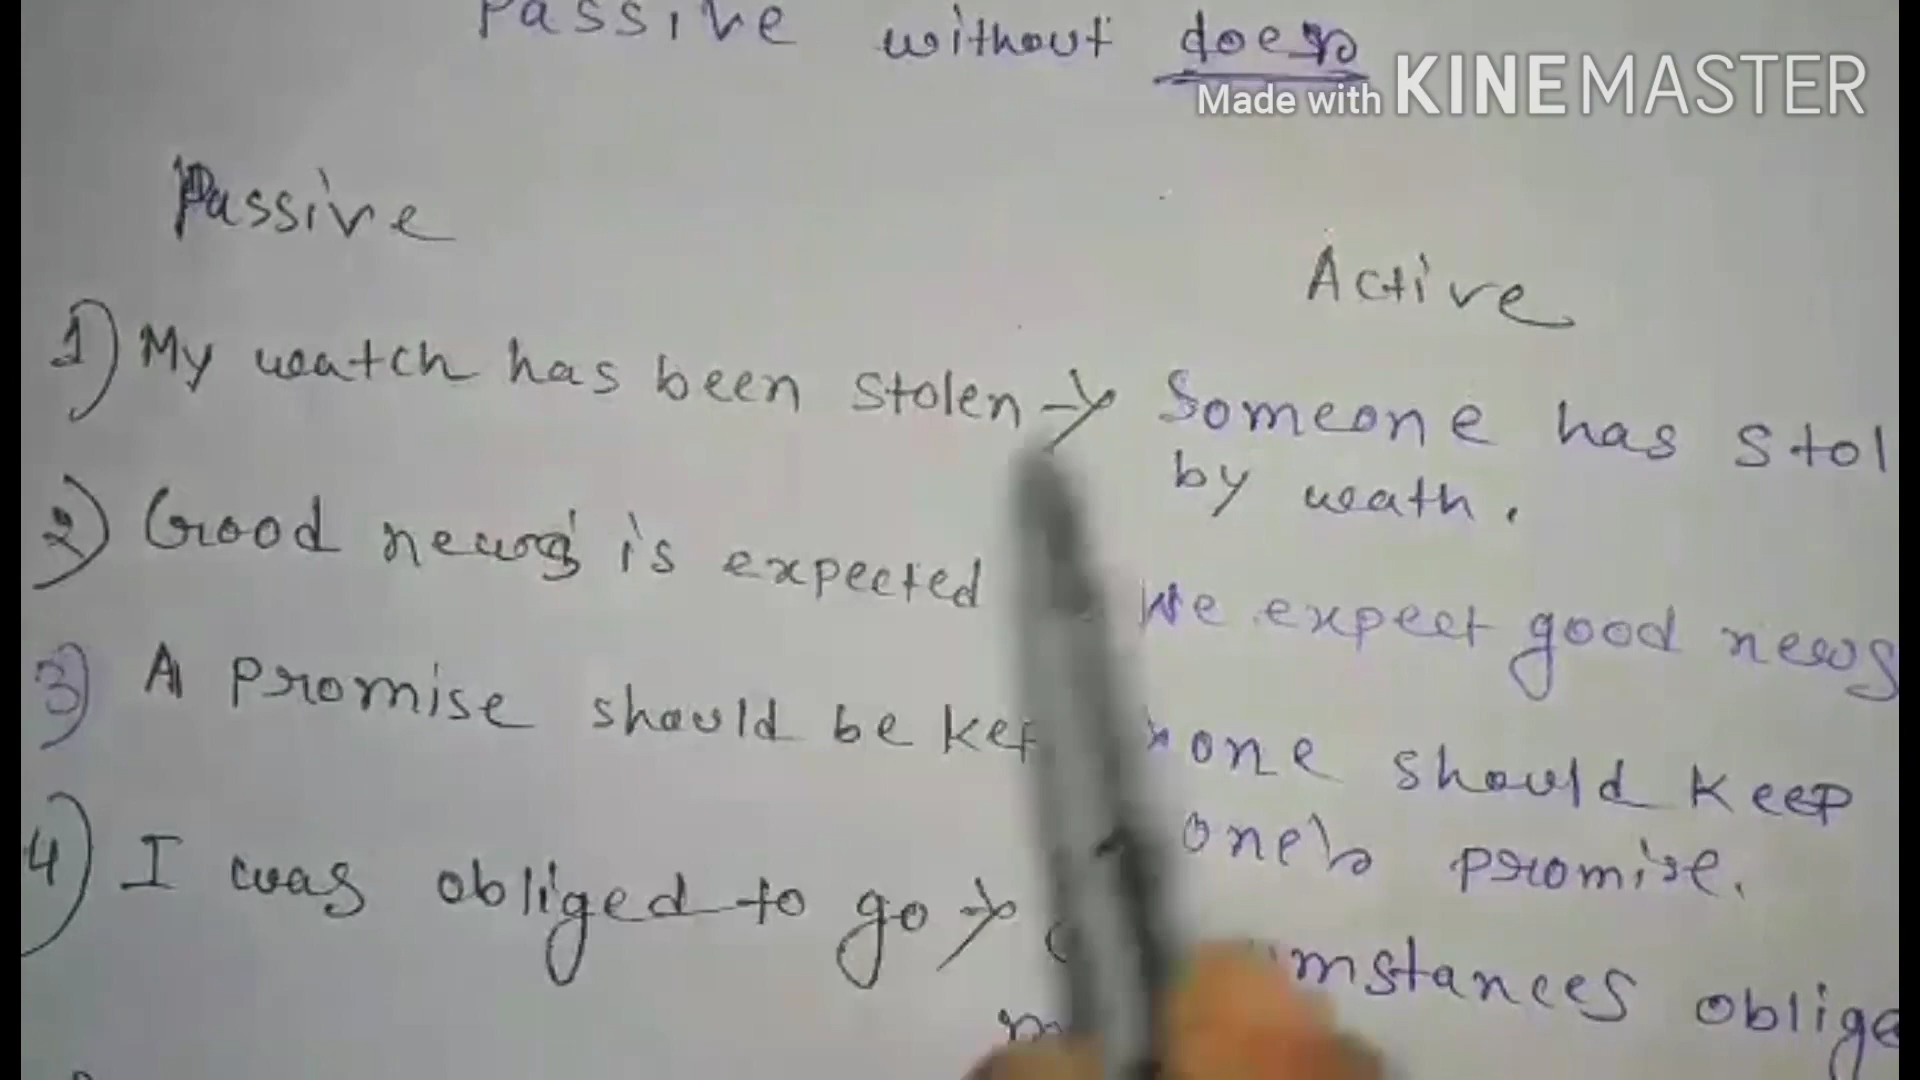 Passive without doer
Made with KINEMASTER
Passive
Active
1) My watch has been stolen → Someone has stol
by wath.
2) Good news is expected We expect good news
3) A promise should be kep one should keep
one's promise.
4) I was obliged to go → mstances oblige